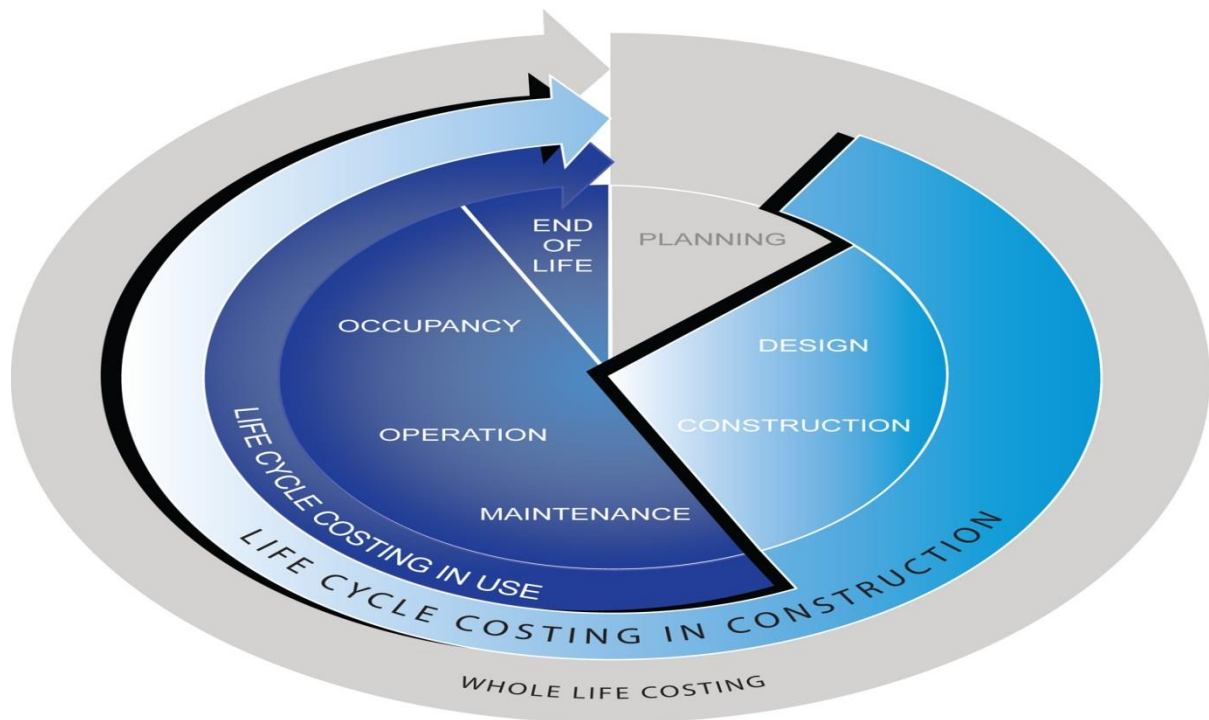 END
OF
LIFE
PLANNING
OCCUPANCY
DESIGN
OPERATION
CONSTRUCTION
MAINTENANCE
LIFE CYCLE COSTING IN USE
LIFE CYCLE COSTING IN CONSTRUCTION
WHOLE LIFE COSTING